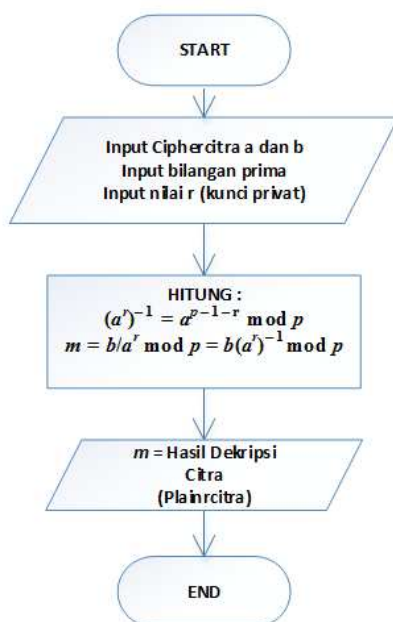 START
Input Ciphercitra a dan b
Input bilangan prima
Input nilai r (kunci privat)
HITUNG :
(a^r)^{-1} = a^{p-1-r} mod p
m = b/a^r mod p = b(a^r)^{-1} mod p
m = Hasil Dekripsi
Citra
(Plainrcitra)
END